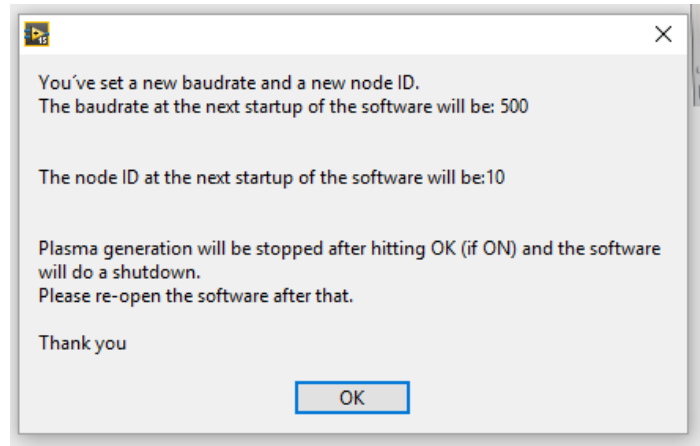 15
You´ve set a new baudrate and a new node ID.
The baudrate at the next startup of the software will be: 500
The node ID at the next startup of the software will be:10
Plasma generation will be stopped after hitting OK (if ON) and the software
will do a shutdown.
Please re-open the software after that.
Thank you
OK